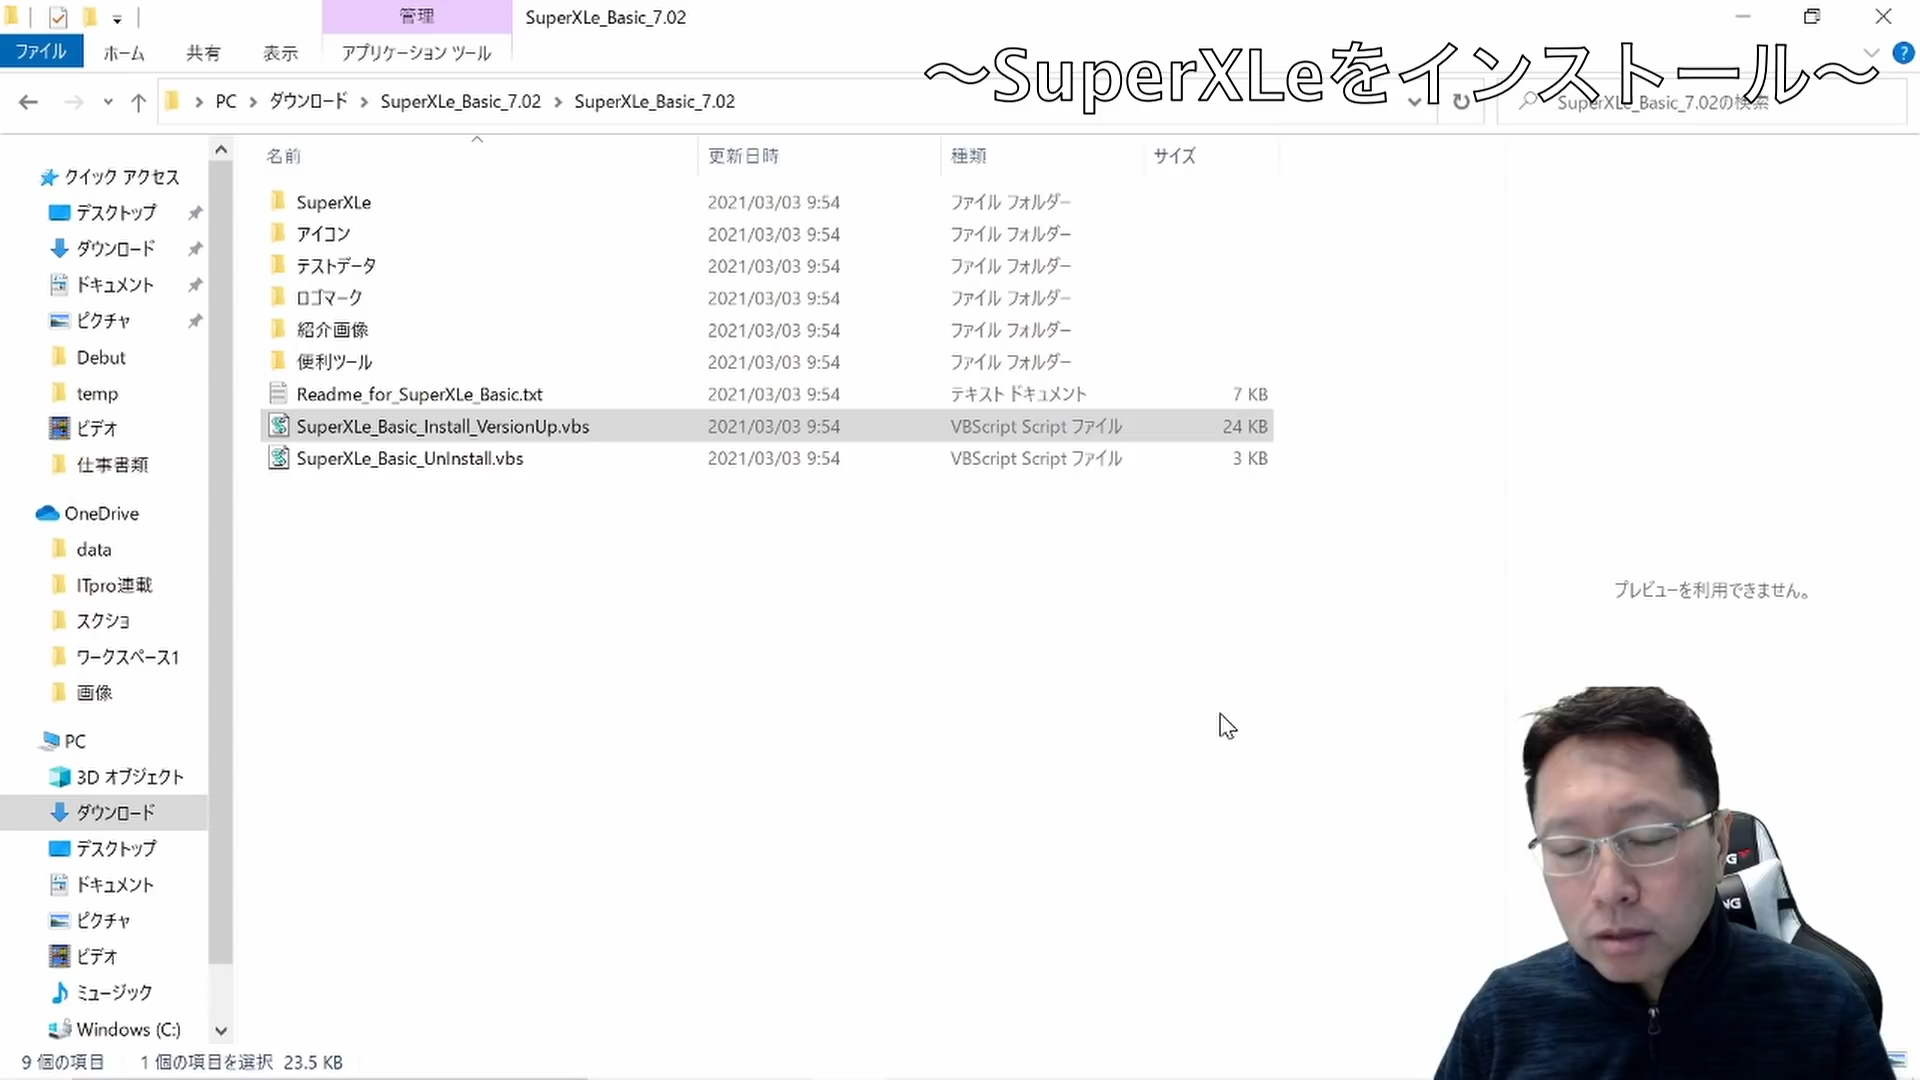 管理
SuperXLe_Basic_7.02
ファイル
ホーム
共有
表示
アプリケーション ツール
~SuperXLeをインストール~
PC
ダウンロード
SuperXLe_Basic_7.02
SuperXLe_Basic_7.02
SuperXLe_Basic_7.02の検索
名前
更新日時
種類
サイズ
SuperXLe 2021/03/03 9:54 ファイル フォルダー
アイコン 2021/03/03 9:54 ファイル フォルダー
テストデータ 2021/03/03 9:54 ファイル フォルダー
ロゴマーク 2021/03/03 9:54 ファイル フォルダー
紹介画像 2021/03/03 9:54 ファイル フォルダー
便利ツール 2021/03/03 9:54 ファイル フォルダー
Readme_for_SuperXLe_Basic.txt 2021/03/03 9:54 テキスト ドキュメント 7 KB
SuperXLe_Basic_Install_VersionUp.vbs 2021/03/03 9:54 VBScript Script ファイル 24 KB
SuperXLe_Basic_UnInstall.vbs 2021/03/03 9:54 VBScript Script ファイル 3 KB
クイック アクセス
デスクトップ
ダウンロード
ドキュメント
ピクチャ
Debut
temp
ビデオ
仕事書類
OneDrive
data
ITpro連載
スクショ
ワークスペース1
画像
PC
3D オブジェクト
ダウンロード
デスクトップ
ドキュメント
ピクチャ
ビデオ
ミュージック
Windows (C:)
プレビューを利用できません。
9 個の項目
1 個の項目を選択 23.5 KB